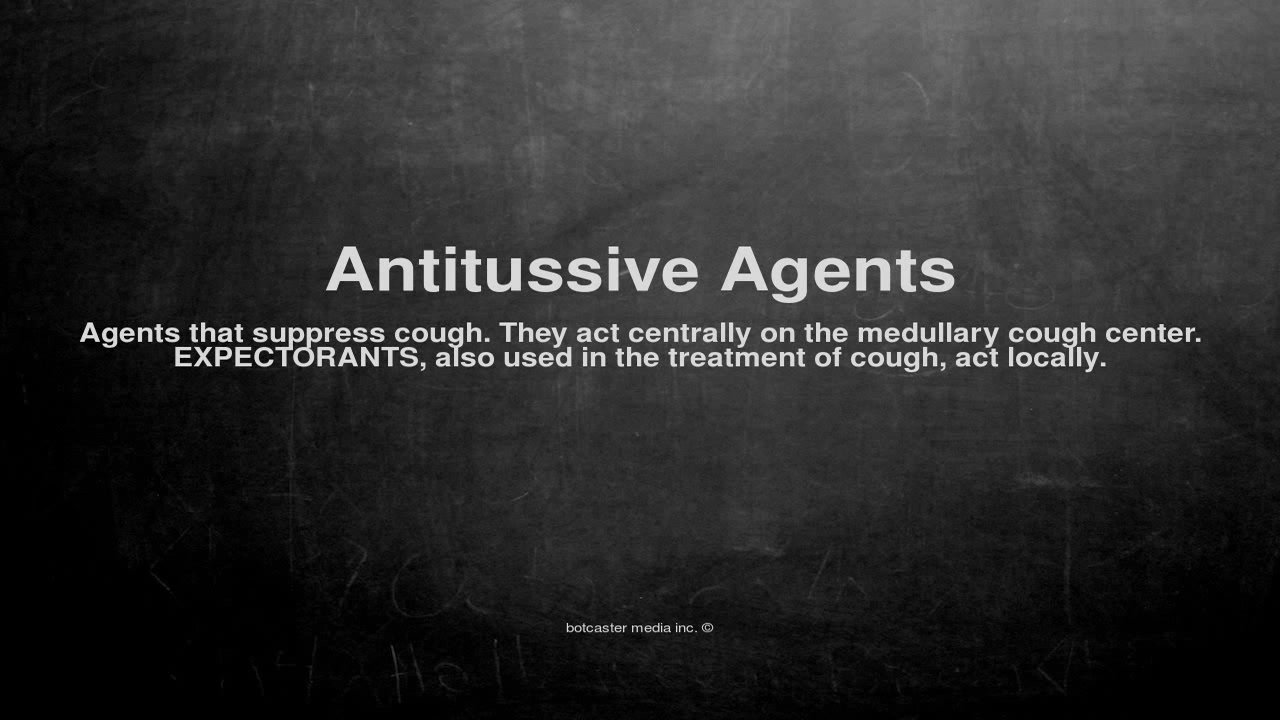 Antitussive Agents
Agents that suppress cough. They act centrally on the medullary cough center.
EXPECTORANTS, also used in the treatment of cough, act locally.
botcaster media inc. ©